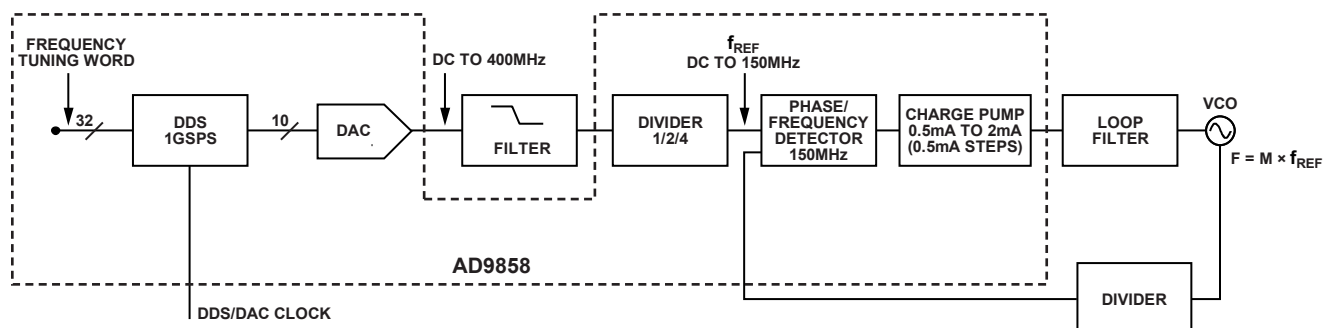 FREQUENCY
TUNING WORD
32
DDS
1GSPS
10
DAC
DC TO 400MHz
FILTER
DIVIDER
1/2/4
fREF
DC TO 150MHz
PHASE/
FREQUENCY
DETECTOR
150MHz
CHARGE PUMP
0.5mA TO 2mA
(0.5mA STEPS)
LOOP
FILTER
VCO
F = M × fREF
AD9858
DDS/DAC CLOCK
DIVIDER